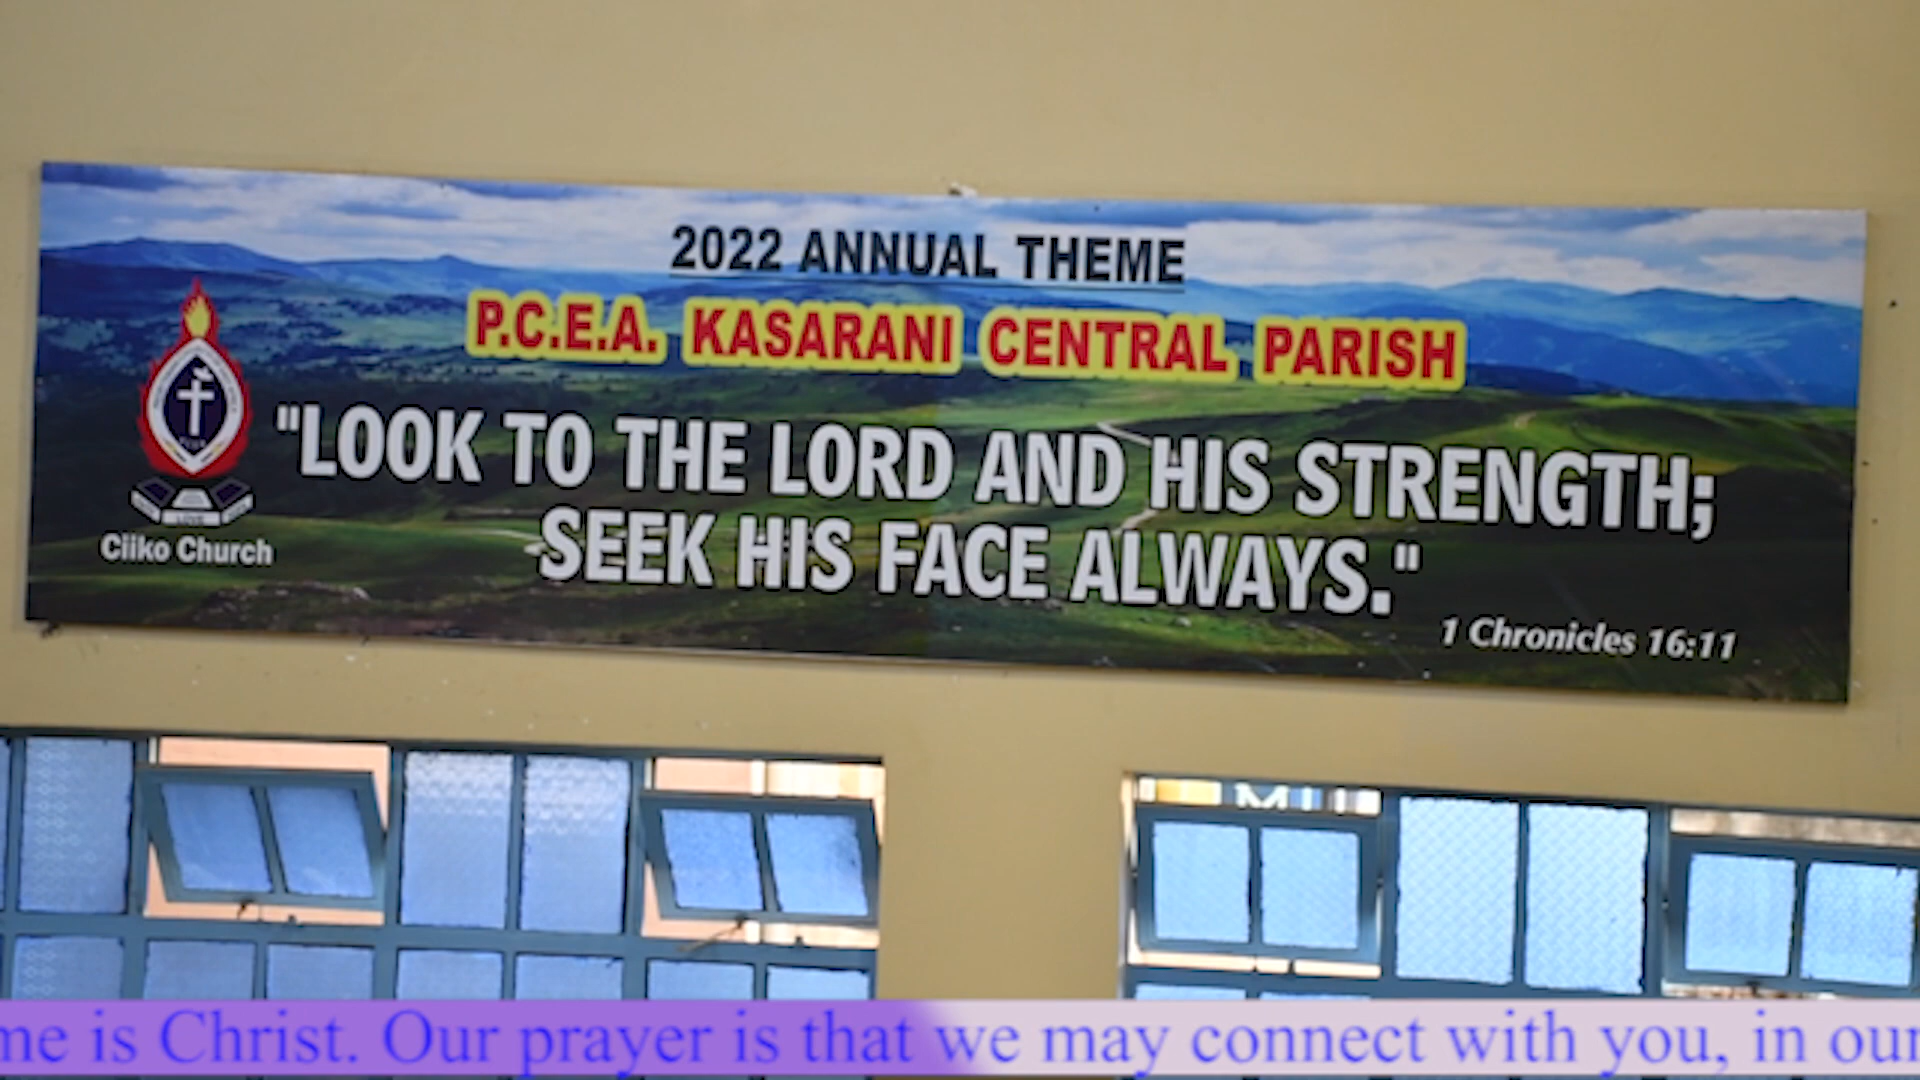 2022 ANNUAL THEME
P.C.E.A. KASARANI CENTRAL PARISH
"LOOK TO THE LORD AND HIS STRENGTH;
SEEK HIS FACE ALWAYS."
1 Chronicles 16:11
Ciiko Church
me is Christ. Our prayer is that we may connect with you, in our